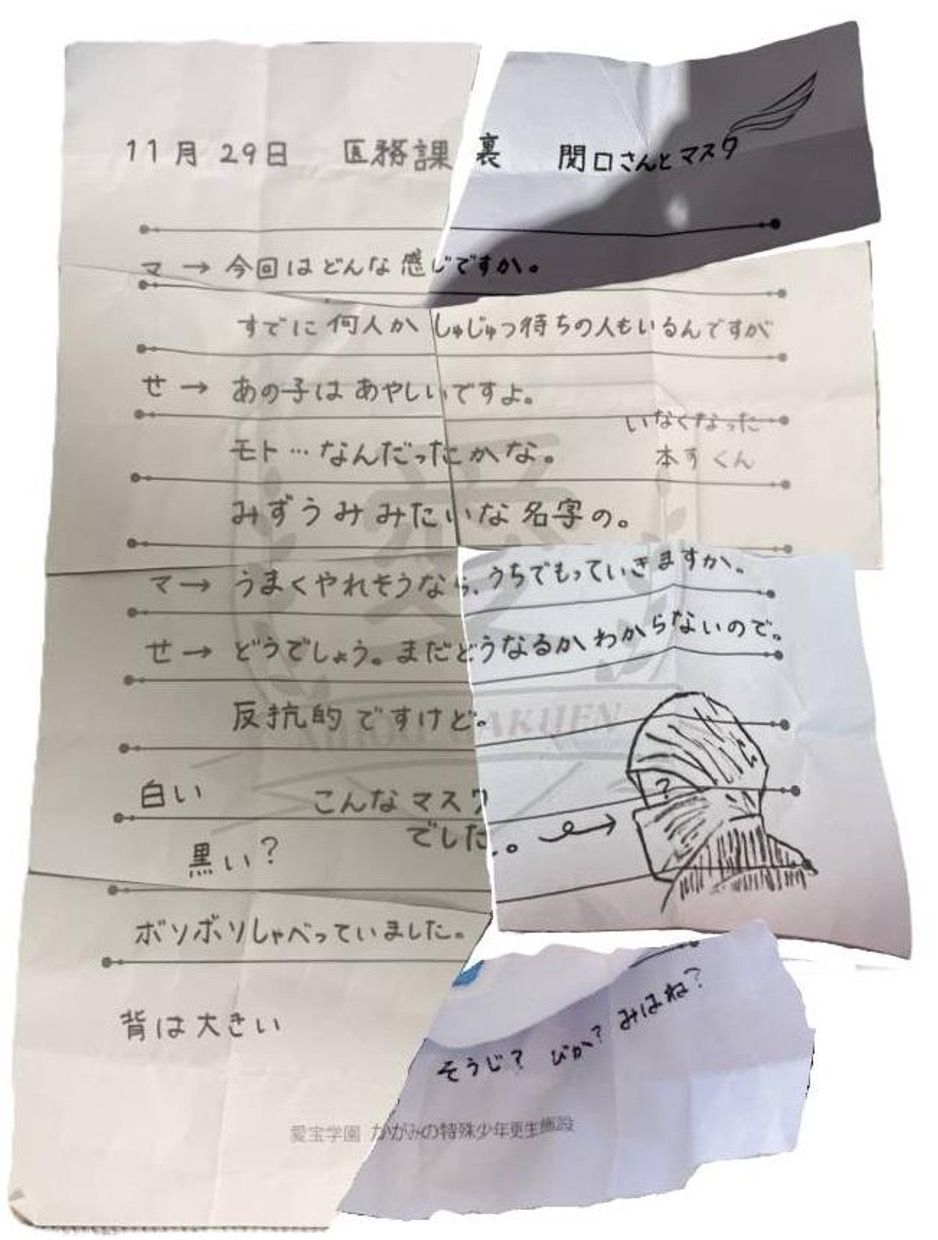 11月29日 医務課裏 関口さんとマスク
マ→今回はどんな感じですか。
すでに何人かしゅじゅつ待ちの人もいるんですが
せ→あの子はあやしいですよ。
いなくなった
モト…なんだったかな。
本すくん
みずうみみたいな名字の。
マ→うまくやれそうなら、うちでもっていきますか。
せ→どうでしょう。まだどうなるかわからないので。
反抗的ですけど。
白い
こんなマスク
でした。。→
?
黒い?
ボソボソしゃべっていました。
背は大きい
そうじ? びか? みはね?
愛宝学園 かがみの特殊少年更生施設